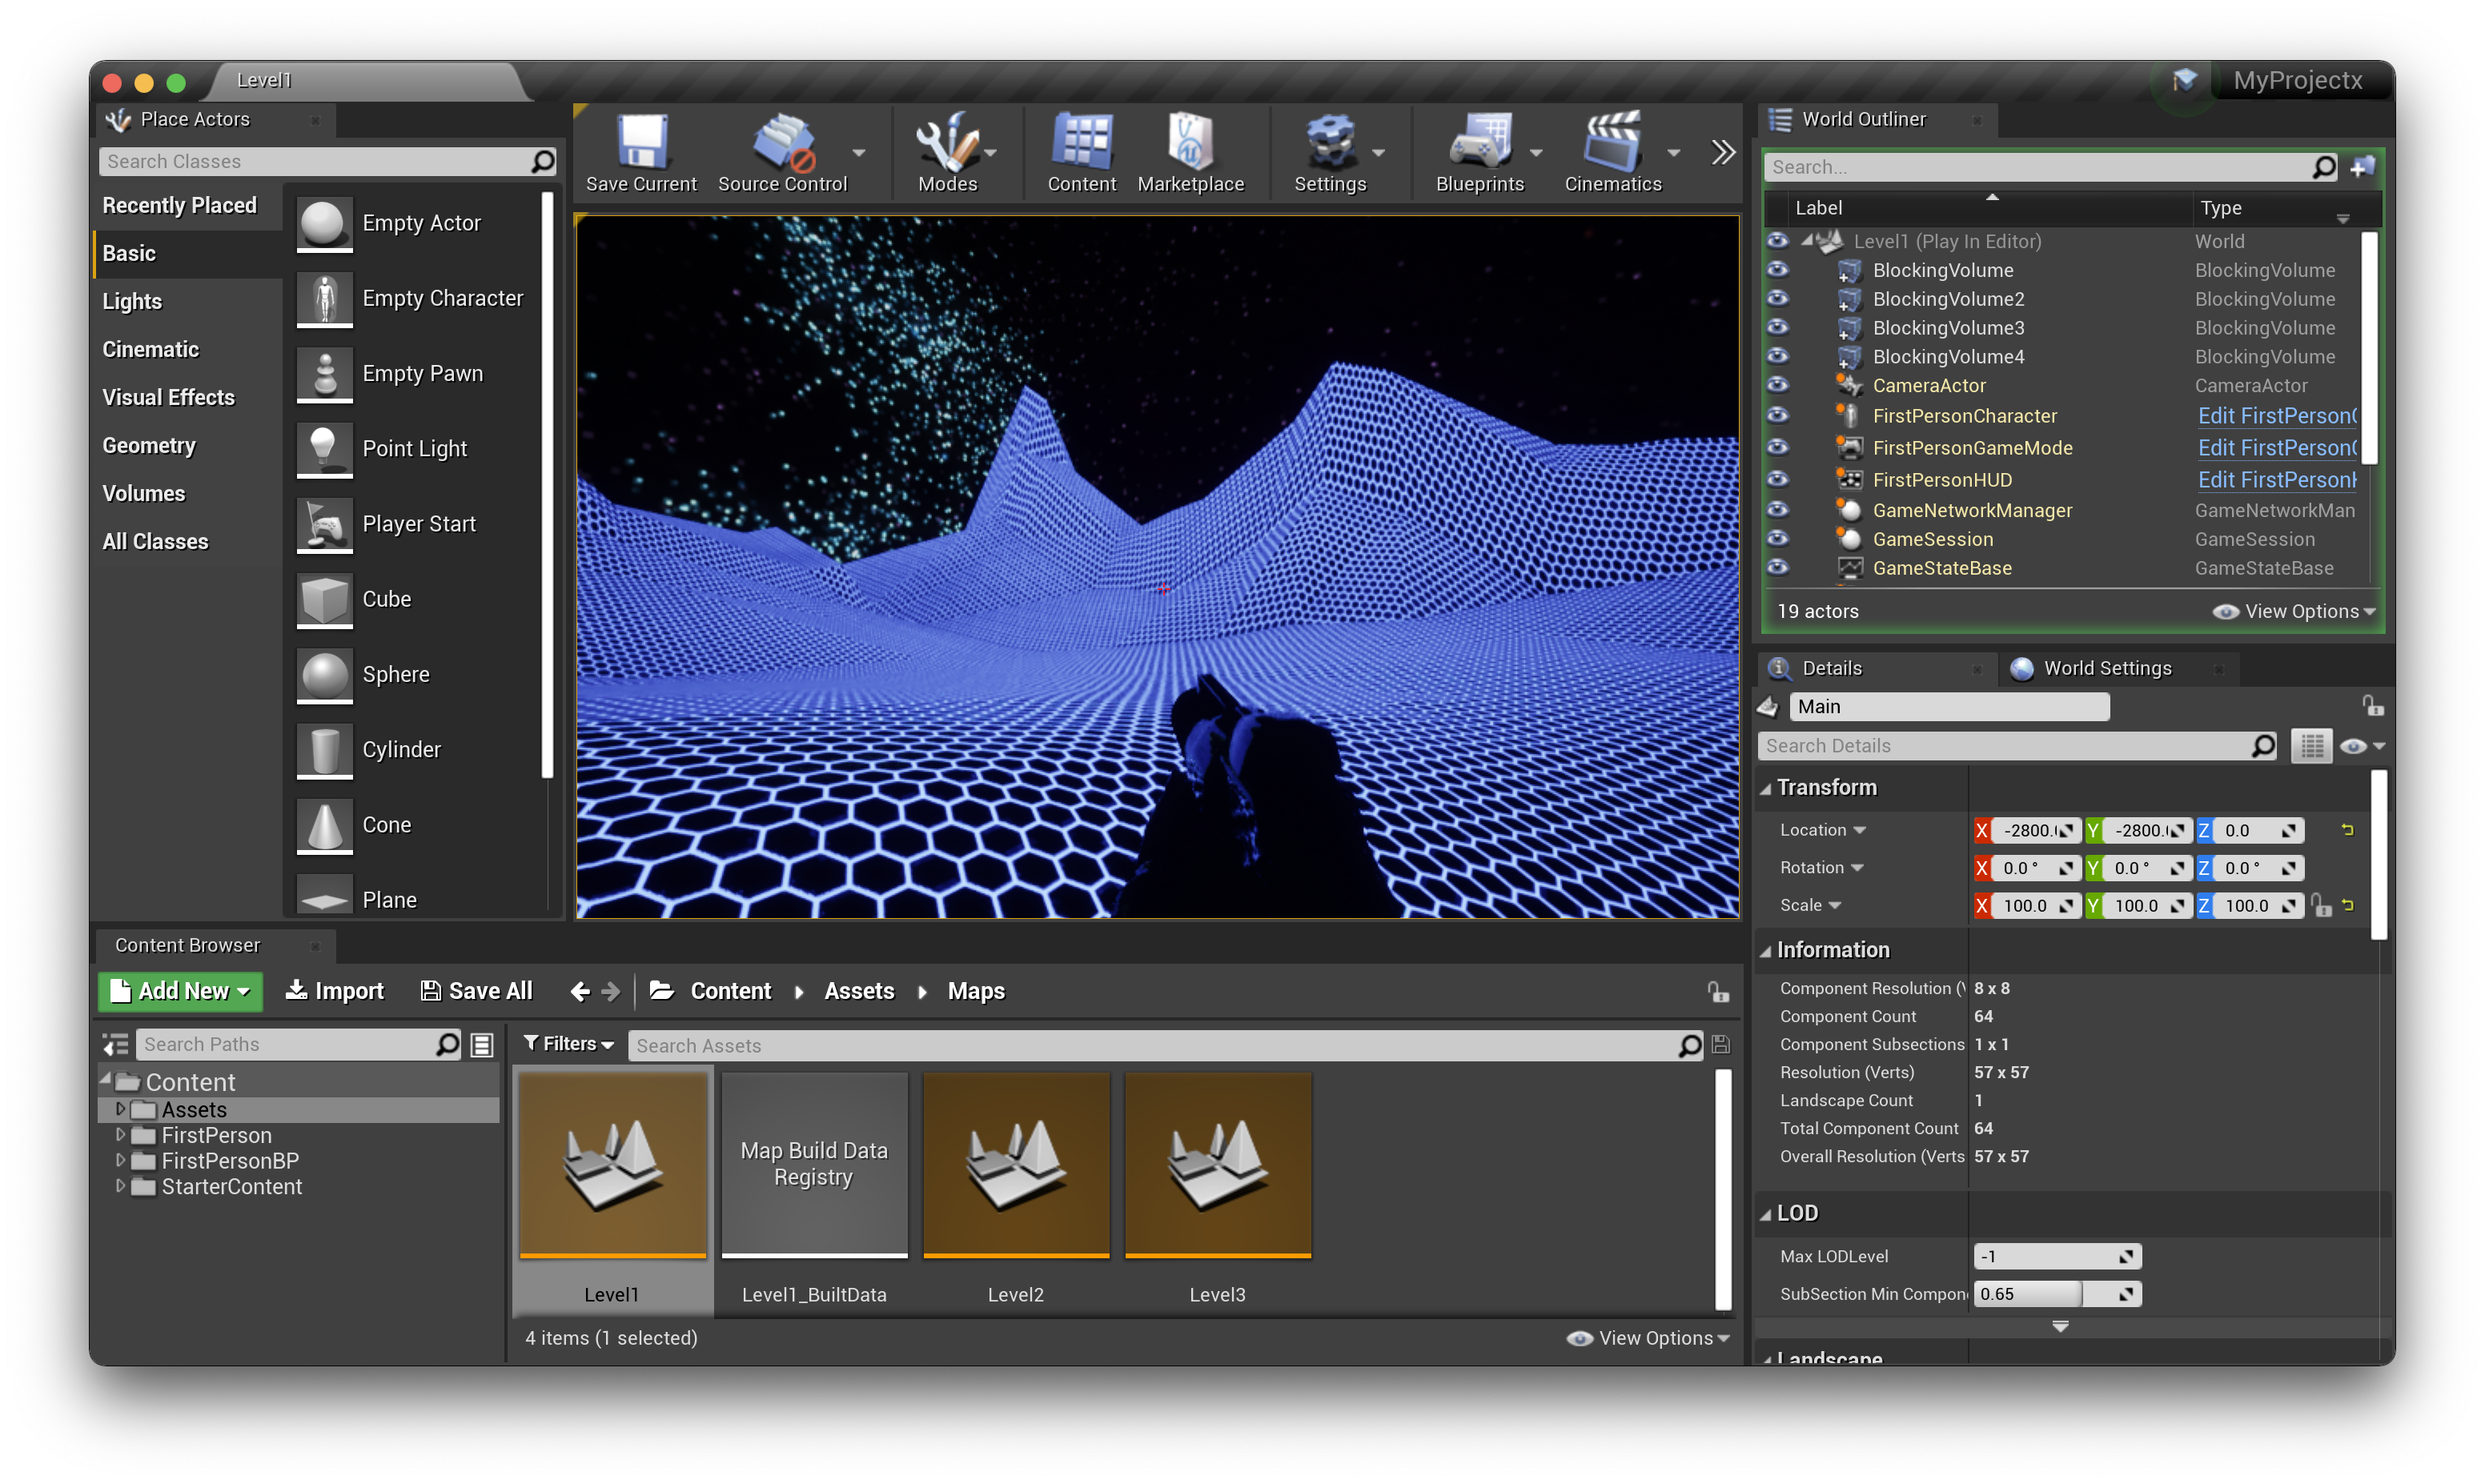 Level1
MyProjectx
Place Actors
Search Classes
Recently Placed
Basic
Lights
Cinematic
Visual Effects
Geometry
Volumes
All Classes
Empty Actor
Empty Character
Empty Pawn
Point Light
Player Start
Cube
Sphere
Cylinder
Cone
Plane
Save Current
Source Control
Modes
Content
Marketplace
Settings
Blueprints
Cinematics
World Outliner
Search...
Label Type
Level1 (Play In Editor) World
BlockingVolume BlockingVolume
BlockingVolume2 BlockingVolume
BlockingVolume3 BlockingVolume
BlockingVolume4 BlockingVolume
CameraActor CameraActor
FirstPersonCharacter Edit FirstPersonC
FirstPersonGameMode Edit FirstPersonG
FirstPersonHUD Edit FirstPersonH
GameNetworkManager GameNetworkMan
GameSession GameSession
GameStateBase GameStateBase
19 actors
View Options
Details
World Settings
Main
Search Details
Transform
Location X -2800. Y -2800. Z 0.0
Rotation X 0.0 ° Y 0.0 ° Z 0.0 °
Scale X 100.0 Y 100.0 Z 100.0
Information
Component Resolution (V 8 x 8
Component Count 64
Component Subsections 1 x 1
Resolution (Verts) 57 x 57
Landscape Count 1
Total Component Count 64
Overall Resolution (Verts 57 x 57
LOD
Max LODLevel -1
SubSection Min Compon 0.65
Landscape
Content Browser
Add New
Import
Save All
Content
Assets
Maps
Search Paths
Content
Assets
FirstPerson
FirstPersonBP
StarterContent
Filters
Search Assets
Map Build Data
Registry
Level1
Level1_BuiltData
Level2
Level3
4 items (1 selected)
View Options